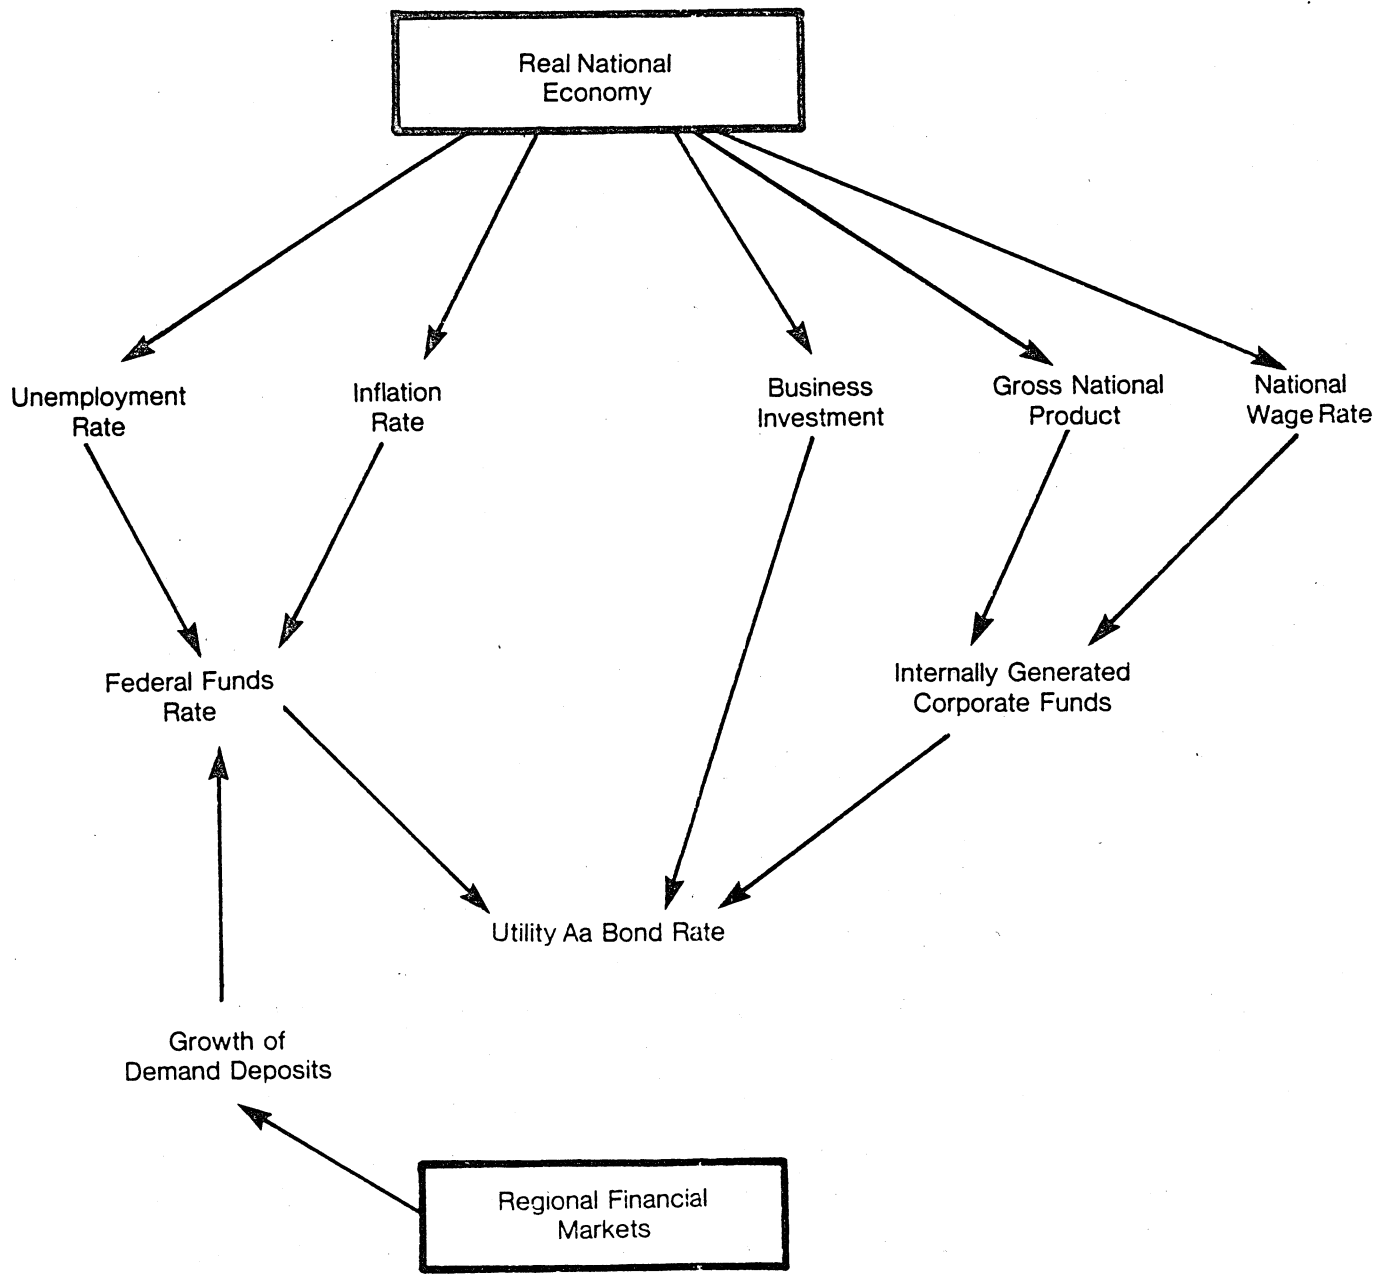 Real National
Economy
Unemployment
Rate
Inflation
Rate
Business
Investment
Gross National
Product
National
Wage Rate
Federal Funds
Rate
Internally Generated
Corporate Funds
Utility Aa Bond Rate
Growth of
Demand Deposits
Regional Financial
Markets